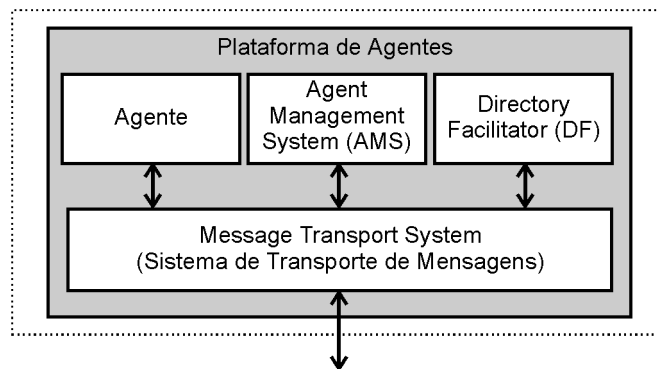 Plataforma de Agentes
Agente
Agent
Management
System (AMS)
Directory
Facilitator (DF)
Message Transport System
(Sistema de Transporte de Mensagens)